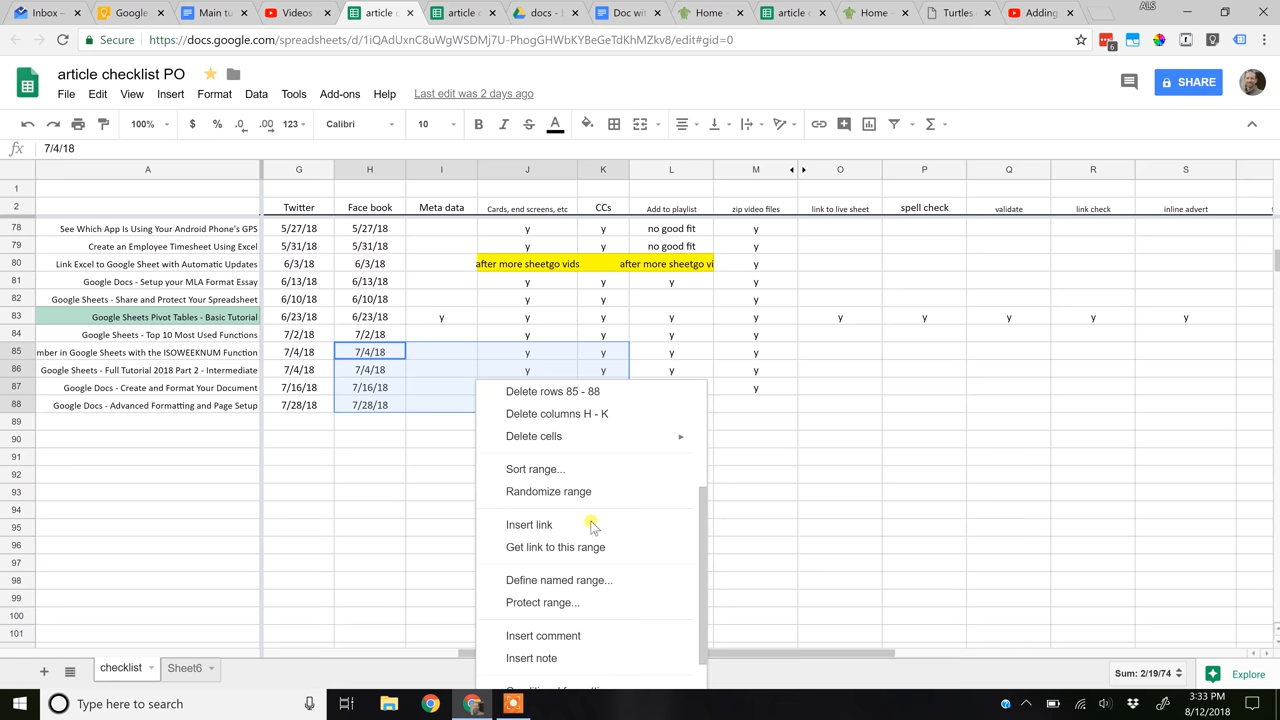 Inbox
Google
Main tu
Videos
article c
article c
docs - 
Doc wit
Home -
article c
Home -
Turtles
Adding
ALS
Secure
https://docs.google.com/spreadsheets/d/1iQAdUxnC8uWgWSDMj7U-PhogGHWbKYBeGeTdKhMZkv8/edit#gid=0
6
article checklist PO
File Edit View Insert Format Data Tools Add-ons Help Last edit was 2 days ago
SHARE
100% $ % .0 .00 123 Calibri 10 B I S A
fx 7/4/18
A G H I J K L M O P Q R S
1
2 Twitter Face book Meta data Cards, end screens, etc CCs Add to playlist zip video files link to live sheet spell check validate link check inline advert
78 See Which App Is Using Your Android Phone's GPS 5/27/18 5/27/18 y y no good fit y
79 Create an Employee Timesheet Using Excel 5/31/18 5/31/18 y y no good fit y
80 Link Excel to Google Sheet with Automatic Updates 6/3/18 6/3/18 after more sheetgo vids after more sheetgo vi y
81 Google Docs - Setup your MLA Format Essay 6/13/18 6/13/18 y y y y
82 Google Sheets - Share and Protect Your Spreadsheet 6/10/18 6/10/18 y y y y
83 Google Sheets Pivot Tables - Basic Tutorial 6/23/18 6/23/18 y y y y y y y y y y
84 Google Sheets - Top 10 Most Used Functions 7/2/18 7/2/18 y y y y
85 mber in Google Sheets with the ISOWEEKNUM Function 7/4/18 7/4/18 y y y y
86 Google Sheets - Full Tutorial 2018 Part 2 - Intermediate 7/4/18 7/4/18 y y y y
87 Google Docs - Create and Format Your Document 7/16/18 7/16/18 y
88 Google Docs - Advanced Formatting and Page Setup 7/28/18 7/28/18
89
90
91
92
93
94
95
96
97
98
99
100
101
Delete rows 85 - 88
Delete columns H - K
Delete cells
Sort range...
Randomize range
Insert link
Get link to this range
Define named range...
Protect range...
Insert comment
Insert note
checklist
Sheet6
Sum: 2/19/74
Explore
Type here to search
3:33 PM
8/12/2018